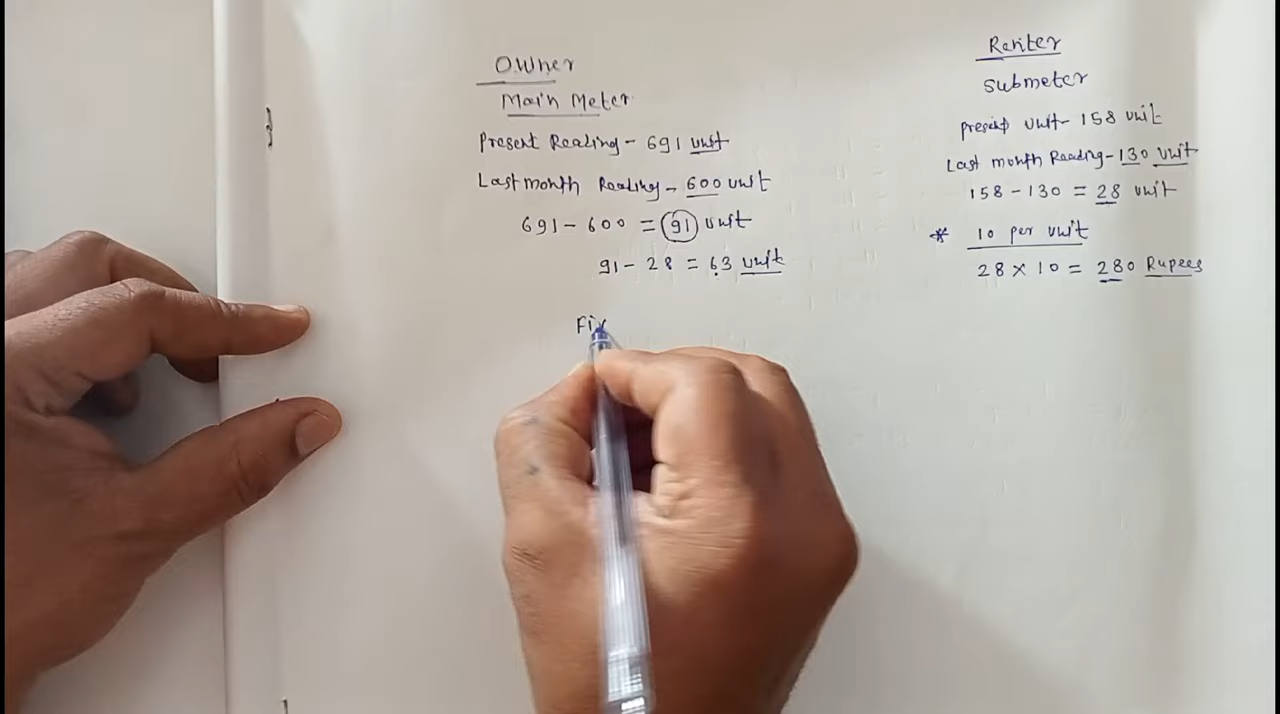 Owner
Main Meter
Present Reading - 691 unit
Last month Reading - 600 unit
691 - 600 = 91 unit
91 - 28 = 63 unit
Fix
Renter
Submeter
present unit - 158 unit
Last month Reading - 130 unit
158 - 130 = 28 unit
* 10 per unit
28 × 10 = 280 Rupees